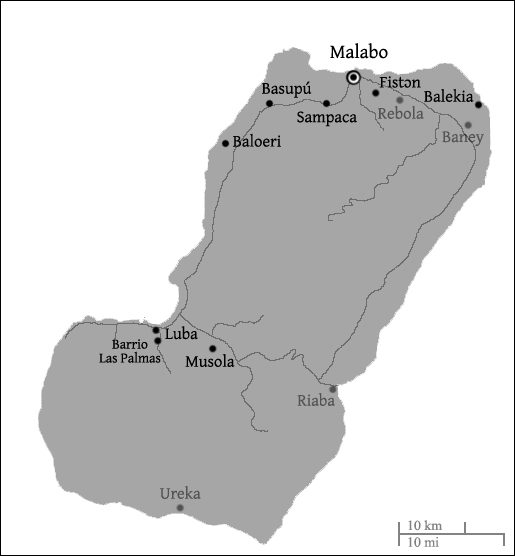 Malabo
Fistən
Basupú
Balekia
Sampaca
Rebola
Baney
Baloeri
Luba
Barrio
Las Palmas
Musola
Riaba
Ureka
10 km
10 mi